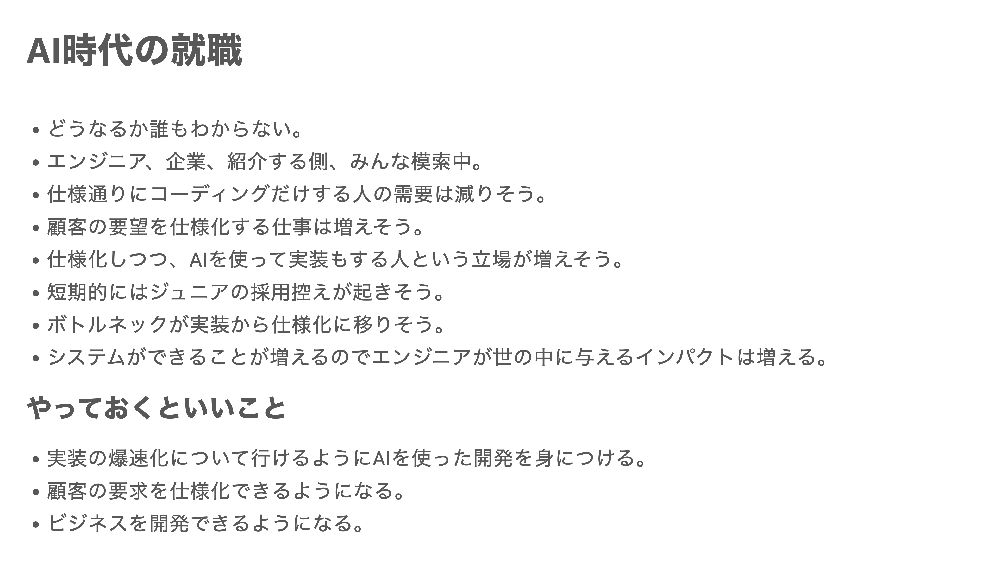 AI時代の就職
• どうなるか誰もわからない。
• エンジニア、企業、紹介する側、みんな模索中。
• 仕様通りにコーディングだけする人の需要は減りそう。
• 顧客の要望を仕様化する仕事は増えそう。
• 仕様化しつつ、AIを使って実装もする人という立場が増えそう。
• 短期的にはジュニアの採用控えが起きそう。
• ボトルネックが実装から仕様化に移りそう。
• システムができることが増えるのでエンジニアが世の中に与えるインパクトは増える。
やっておくといいこと
• 実装の爆速化について行けるようにAIを使った開発を身につける。
• 顧客の要求を仕様化できるようになる。
• ビジネスを開発できるようになる。